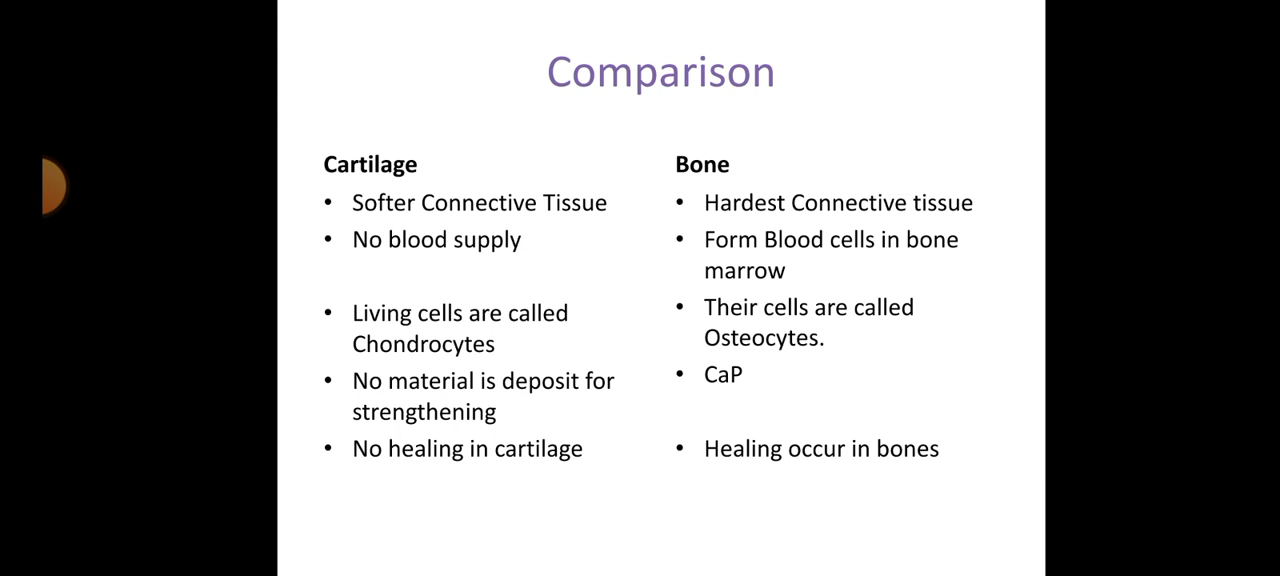 Comparison
Cartilage
• Softer Connective Tissue
• No blood supply
• Living cells are called
Chondrocytes
• No material is deposit for
strengthening
• No healing in cartilage
Bone
• Hardest Connective tissue
• Form Blood cells in bone
marrow
• Their cells are called
Osteocytes.
• CaP
• Healing occur in bones